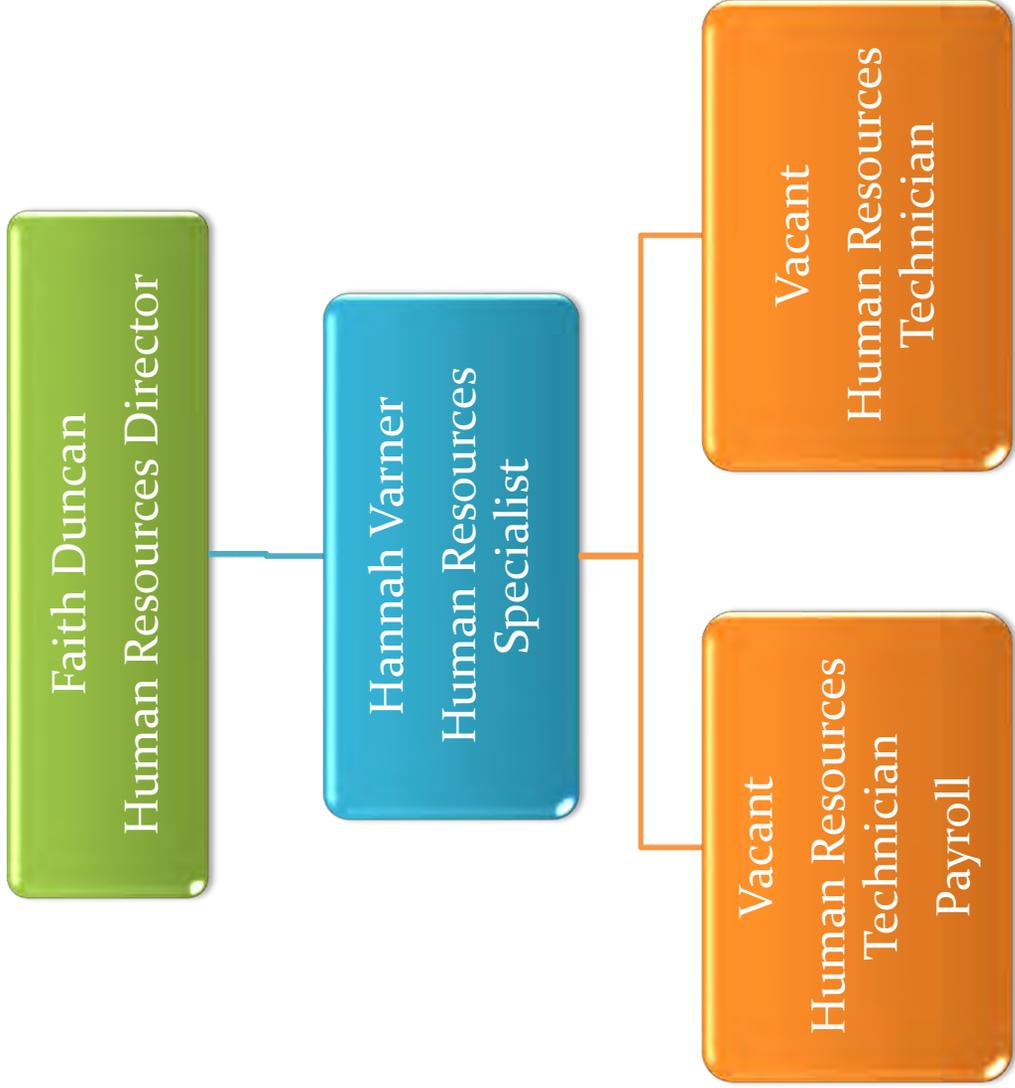 Faith Duncan
Human Resources Director
Hannah Varner
Human Resources
Specialist
Vacant
Human Resources
Technician
Payroll
Vacant
Human Resources
Technician